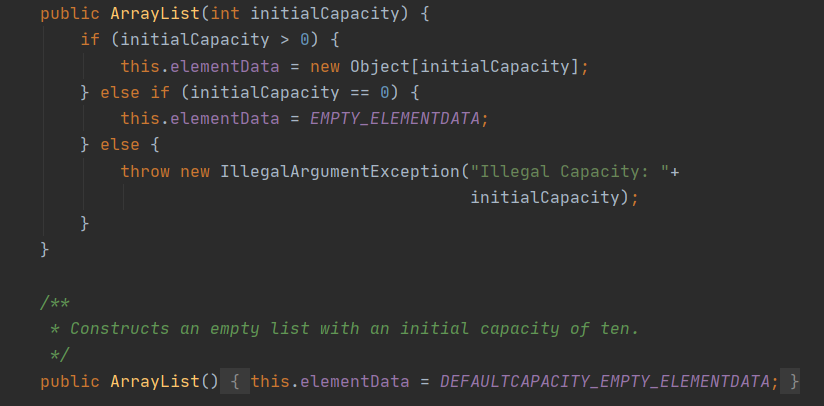 public ArrayList(int initialCapacity) {
if (initialCapacity > 0) {
this.elementData = new Object[initialCapacity];
} else if (initialCapacity == 0) {
this.elementData = EMPTY_ELEMENTDATA;
} else {
throw new IllegalArgumentException("Illegal Capacity: "+
initialCapacity);
}
}
/**
* Constructs an empty list with an initial capacity of ten.
*/
public ArrayList() { this.elementData = DEFAULTCAPACITY_EMPTY_ELEMENTDATA; }